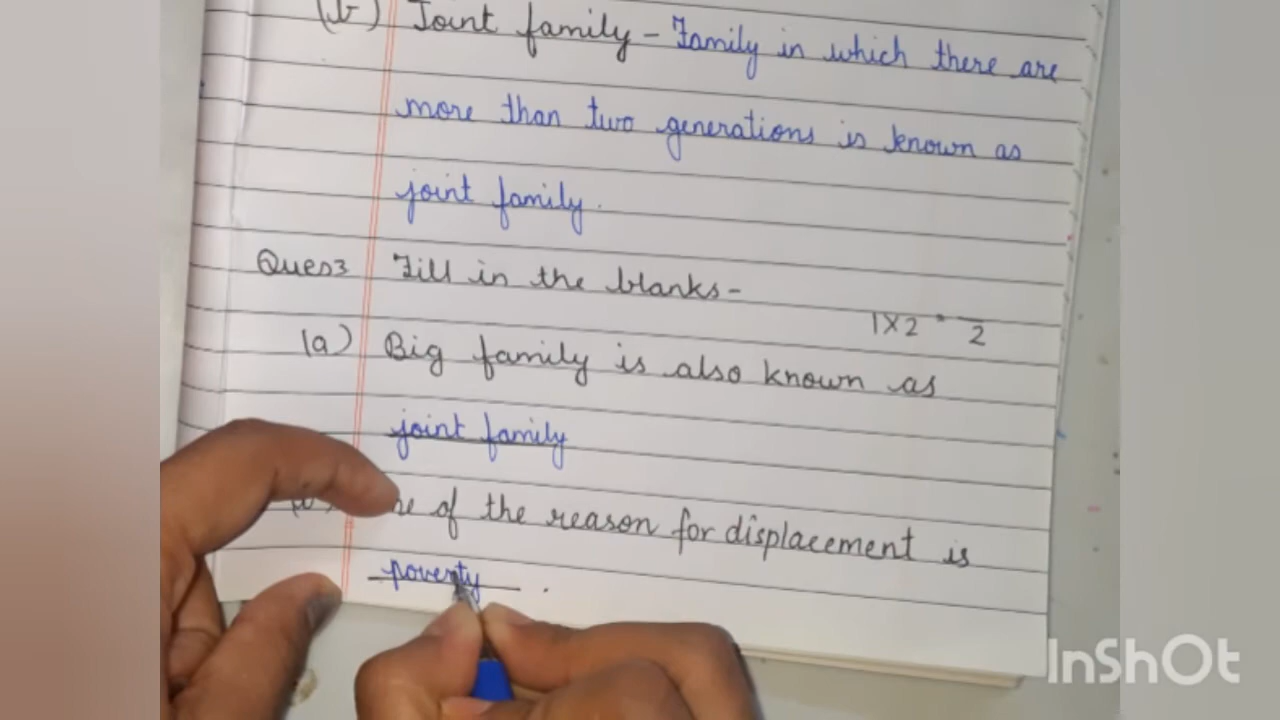 (b) Joint family - Family in which there are
more than two generations is known as
joint family.
Ques3 Fill in the blanks-
1×2 = 2
(a) Big family is also known as
joint family
of the reason for displacement is
poverty.
InShOt